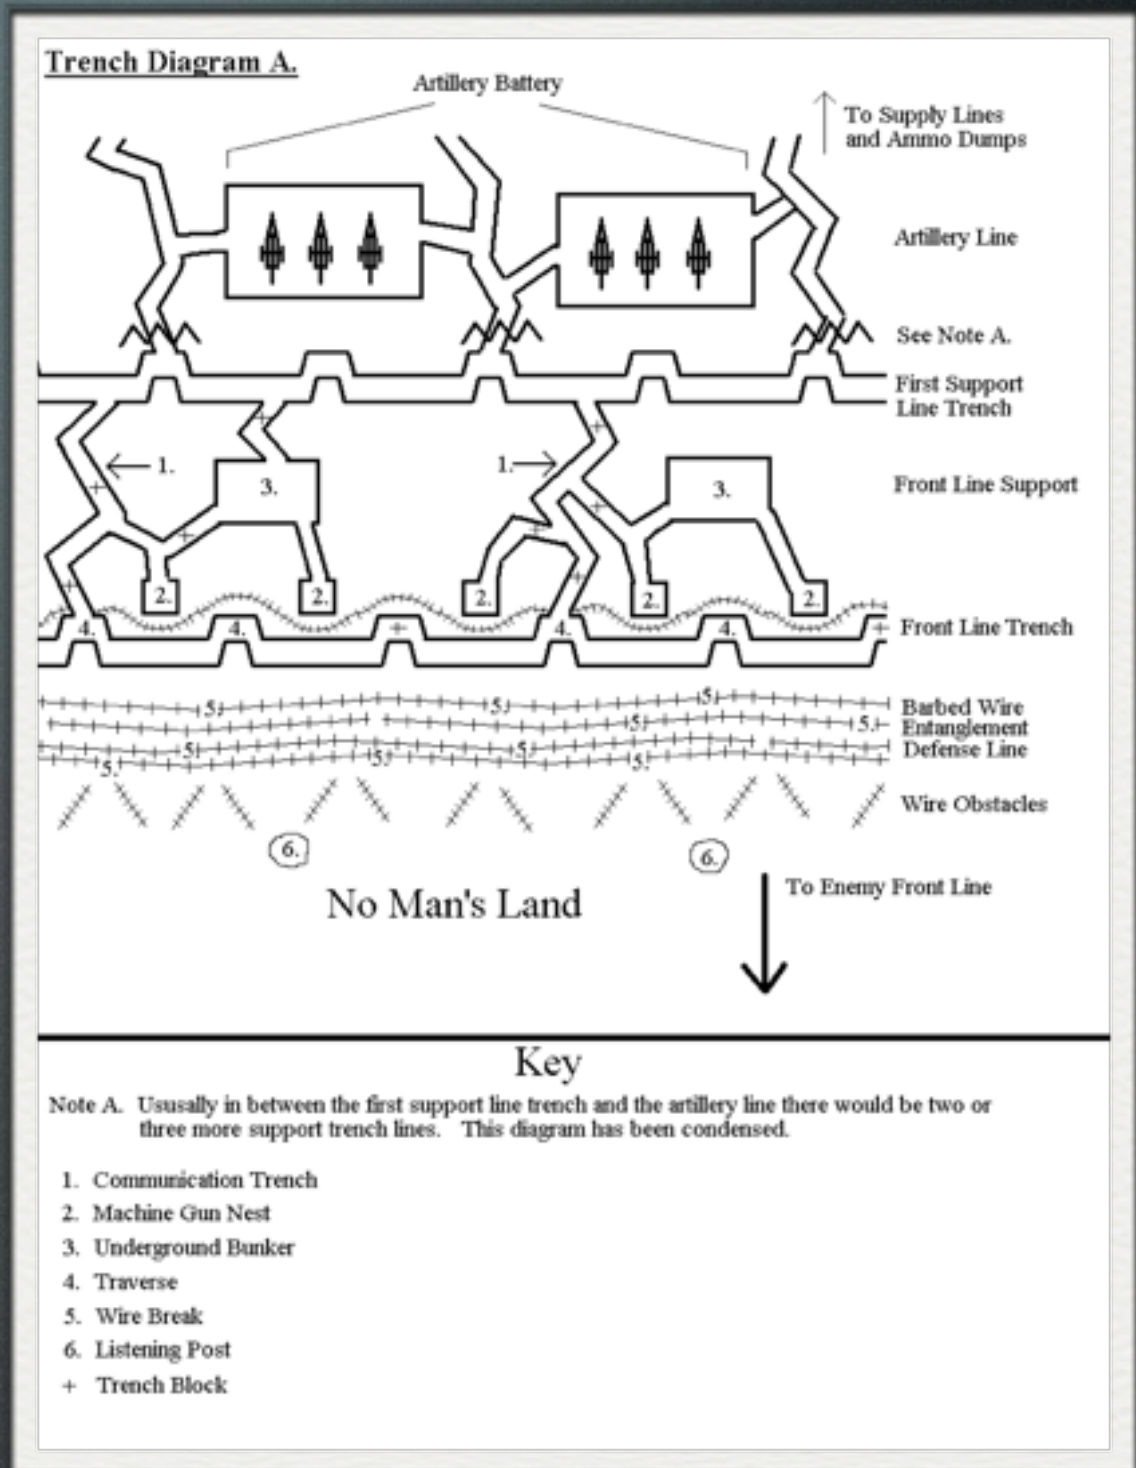 Trench Diagram A.
Artillery Battery
To Supply Lines
and Ammo Dumps
Artillery Line
See Note A.
First Support
Line Trench
1.
1.
3.
3.
Front Line Support
2.
2.
2.
2.
2.
4.
4.
4.
4.
Front Line Trench
5.
5.
5.
Barbed Wire
5.
5.
Entanglement
5.
5.
Defense Line
5.
5.
5.
Wire Obstacles
6.
6.
No Man's Land
To Enemy Front Line
Key
Note A. Ususally in between the first support line trench and the artillery line there would be two or
three more support trench lines. This diagram has been condensed.
1. Communication Trench
2. Machine Gun Nest
3. Underground Bunker
4. Traverse
5. Wire Break
6. Listening Post
+ Trench Block